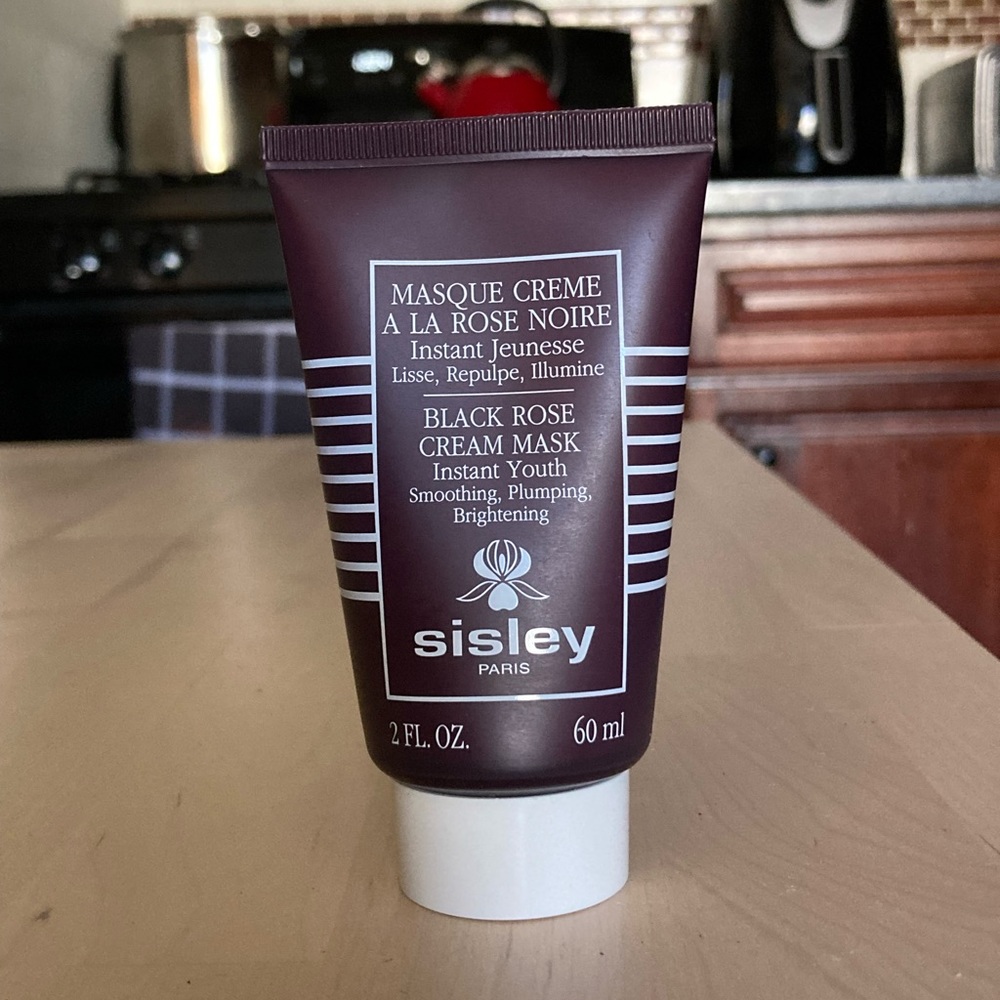 MASQUE CREME
A LA ROSE NOIRE
Instant Jeunesse
Lisse, Repulpe, Illumine
BLACK ROSE
CREAM MASK
Instant Youth
Smoothing, Plumping,
Brightening
sisley
PARIS
2 FL. OZ. 60 ml